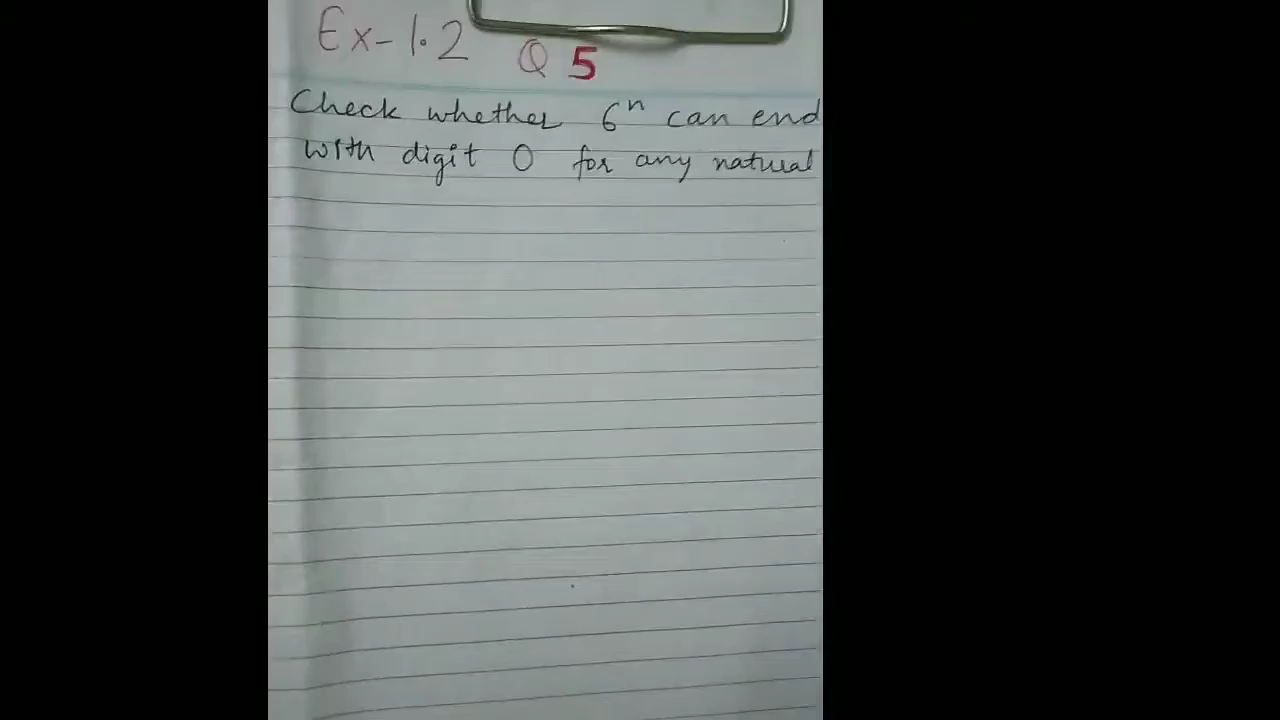 Ex-1.2
Q 5
Check whether 6ⁿ can end
with digit 0 for any natural